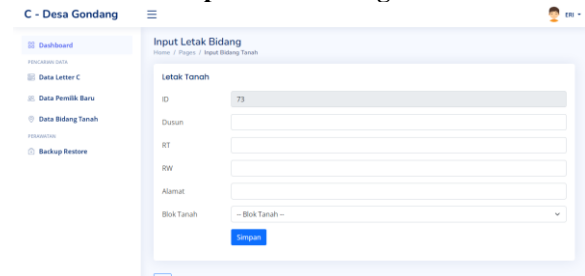 C - Desa Gondang
ERI
Dashboard
PENCARIAN DATA
Data Letter C
Data Pemilik Baru
Data Bidang Tanah
PERAWATAN
Backup Restore
Input Letak Bidang
Home / Pages / Input Bidang Tanah
Letak Tanah
ID 73
Dusun
RT
RW
Alamat
Blok Tanah -- Blok Tanah --
Simpan